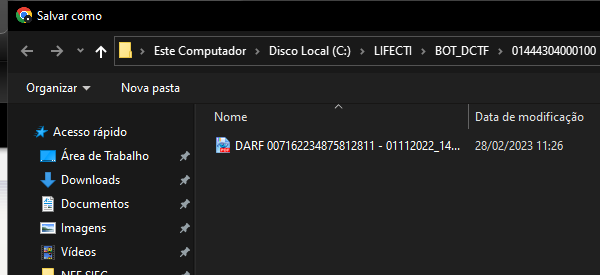 Salvar como
Este Computador > Disco Local (C:) > LIFECTI > BOT_DCTF > 01444304000100
Organizar Nova pasta
Nome Data de modificação
Acesso rápido
DARF 007162234875812811 - 01112022_14... 28/02/2023 11:26
Área de Trabalho
Downloads
Documentos
Imagens
Vídeos
NFE SIEG